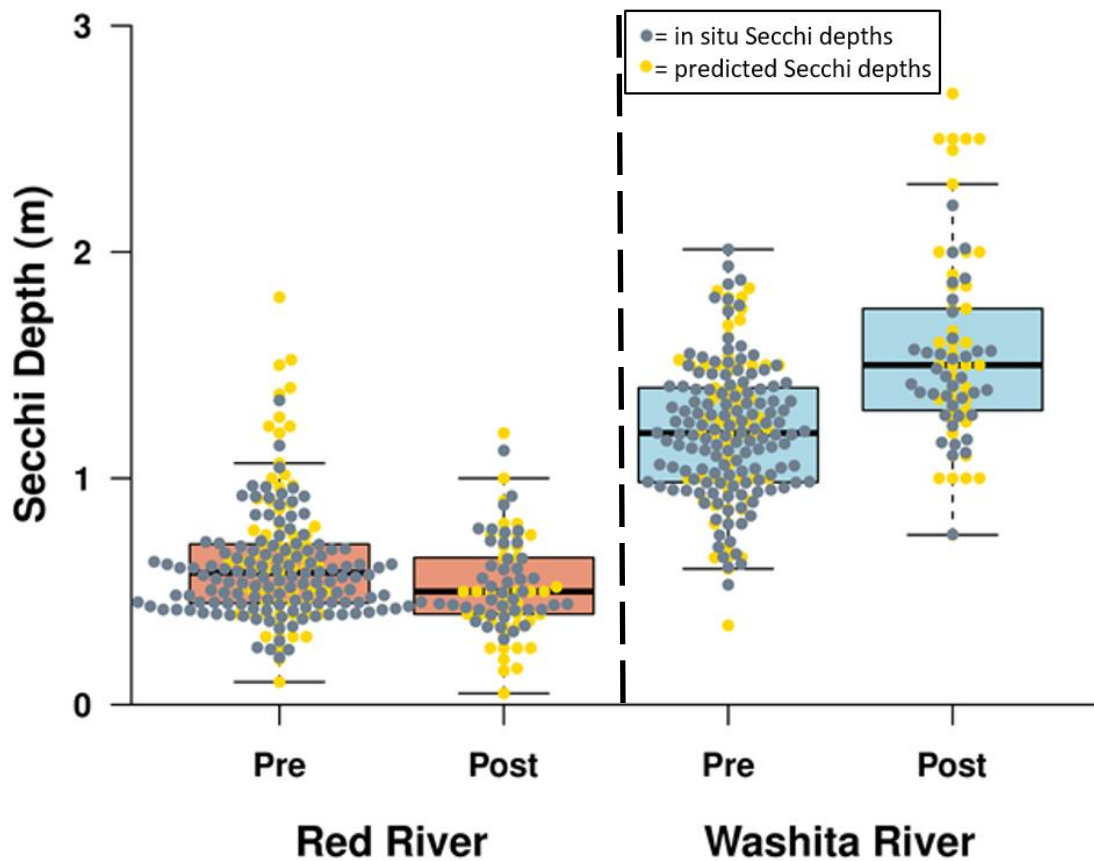 3
= in situ Secchi depths
= predicted Secchi depths
2
Secchi Depth (m)
1
0
Pre Post Pre Post
Red River Washita River